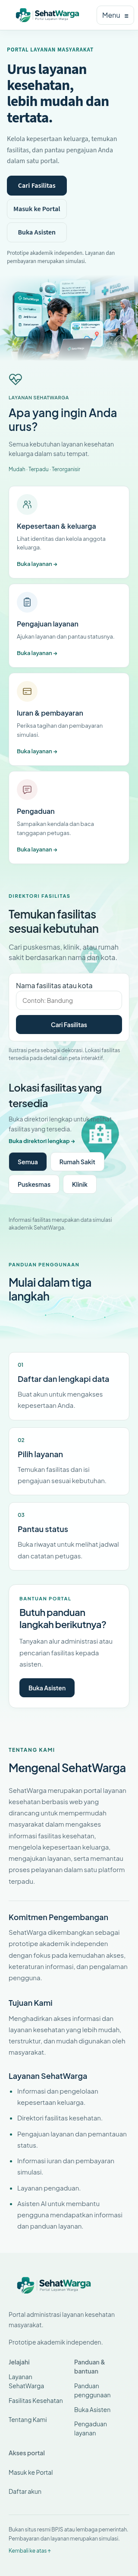 SehatWarga
Portal Layanan Masyarakat
Menu ≡
PORTAL LAYANAN MASYARAKAT
Urus layanan
kesehatan,
lebih mudah dan
tertata.
Kelola kepesertaan keluarga, temukan
fasilitas, dan pantau pengajuan Anda
dalam satu portal.
Cari Fasilitas
Masuk ke Portal
Buka Asisten
Prototipe akademik independen. Layanan dan
pembayaran merupakan simulasi.
LAYANAN SEHATWARGA
Apa yang ingin Anda
urus?
Semua kebutuhan layanan kesehatan
keluarga dalam satu tempat.
Mudah · Terpadu · Terorganisir
Kepesertaan & keluarga
Lihat identitas dan kelola anggota
keluarga.
Buka layanan →
Pengajuan layanan
Ajukan layanan dan pantau statusnya.
Buka layanan →
Iuran & pembayaran
Periksa tagihan dan pembayaran
simulasi.
Buka layanan →
Pengaduan
Sampaikan kendala dan baca
tanggapan petugas.
Buka layanan →
DIREKTORI FASILITAS
Temukan fasilitas
sesuai kebutuhan
Cari puskesmas, klinik, atau rumah
sakit berdasarkan nama dan kota.
Nama fasilitas atau kota
Contoh: Bandung
Cari Fasilitas
Ilustrasi peta sebagai dekorasi. Lokasi fasilitas
tersedia pada detail dan peta interaktif.
Lokasi fasilitas yang
tersedia
Buka direktori lengkap untuk melihat
fasilitas yang tersedia.
Buka direktori lengkap →
Semua
Rumah Sakit
Puskesmas
Klinik
Informasi fasilitas merupakan data simulasi
akademik SehatWarga.
PANDUAN PENGGUNAAN
Mulai dalam tiga
langkah
01
Daftar dan lengkapi data
Buat akun untuk mengakses
kepesertaan Anda.
02
Pilih layanan
Temukan fasilitas dan isi
pengajuan sesuai kebutuhan.
03
Pantau status
Buka riwayat untuk melihat jadwal
dan catatan petugas.
BANTUAN PORTAL
Butuh panduan
langkah berikutnya?
Tanyakan alur administrasi atau
pencarian fasilitas kepada
asisten.
Buka Asisten
TENTANG KAMI
Mengenal SehatWarga
SehatWarga merupakan portal layanan
kesehatan berbasis web yang
dirancang untuk mempermudah
masyarakat dalam mengakses
informasi fasilitas kesehatan,
mengelola kepesertaan keluarga,
mengajukan layanan, serta memantau
proses pelayanan dalam satu platform
terpadu.
Komitmen Pengembangan
SehatWarga dikembangkan sebagai
prototipe akademik independen
dengan fokus pada kemudahan akses,
keteraturan informasi, dan pengalaman
pengguna.
Tujuan Kami
Menghadirkan akses informasi dan
layanan kesehatan yang lebih mudah,
terstruktur, dan mudah digunakan oleh
masyarakat.
Layanan SehatWarga
• Informasi dan pengelolaan
kepesertaan keluarga.
• Direktori fasilitas kesehatan.
• Pengajuan layanan dan pemantauan
status.
• Informasi iuran dan pembayaran
simulasi.
• Layanan pengaduan.
• Asisten AI untuk membantu
pengguna mendapatkan informasi
dan panduan layanan.
SehatWarga
Portal Layanan Masyarakat
Portal administrasi layanan kesehatan
masyarakat.
Prototipe akademik independen.
Jelajahi
Layanan
SehatWarga
Fasilitas Kesehatan
Tentang Kami
Panduan &
bantuan
Panduan
penggunaan
Buka Asisten
Pengaduan
layanan
Akses portal
Masuk ke Portal
Daftar akun
Bukan situs resmi BPJS atau lembaga pemerintah.
Pembayaran dan layanan merupakan simulasi.
Kembali ke atas ↑